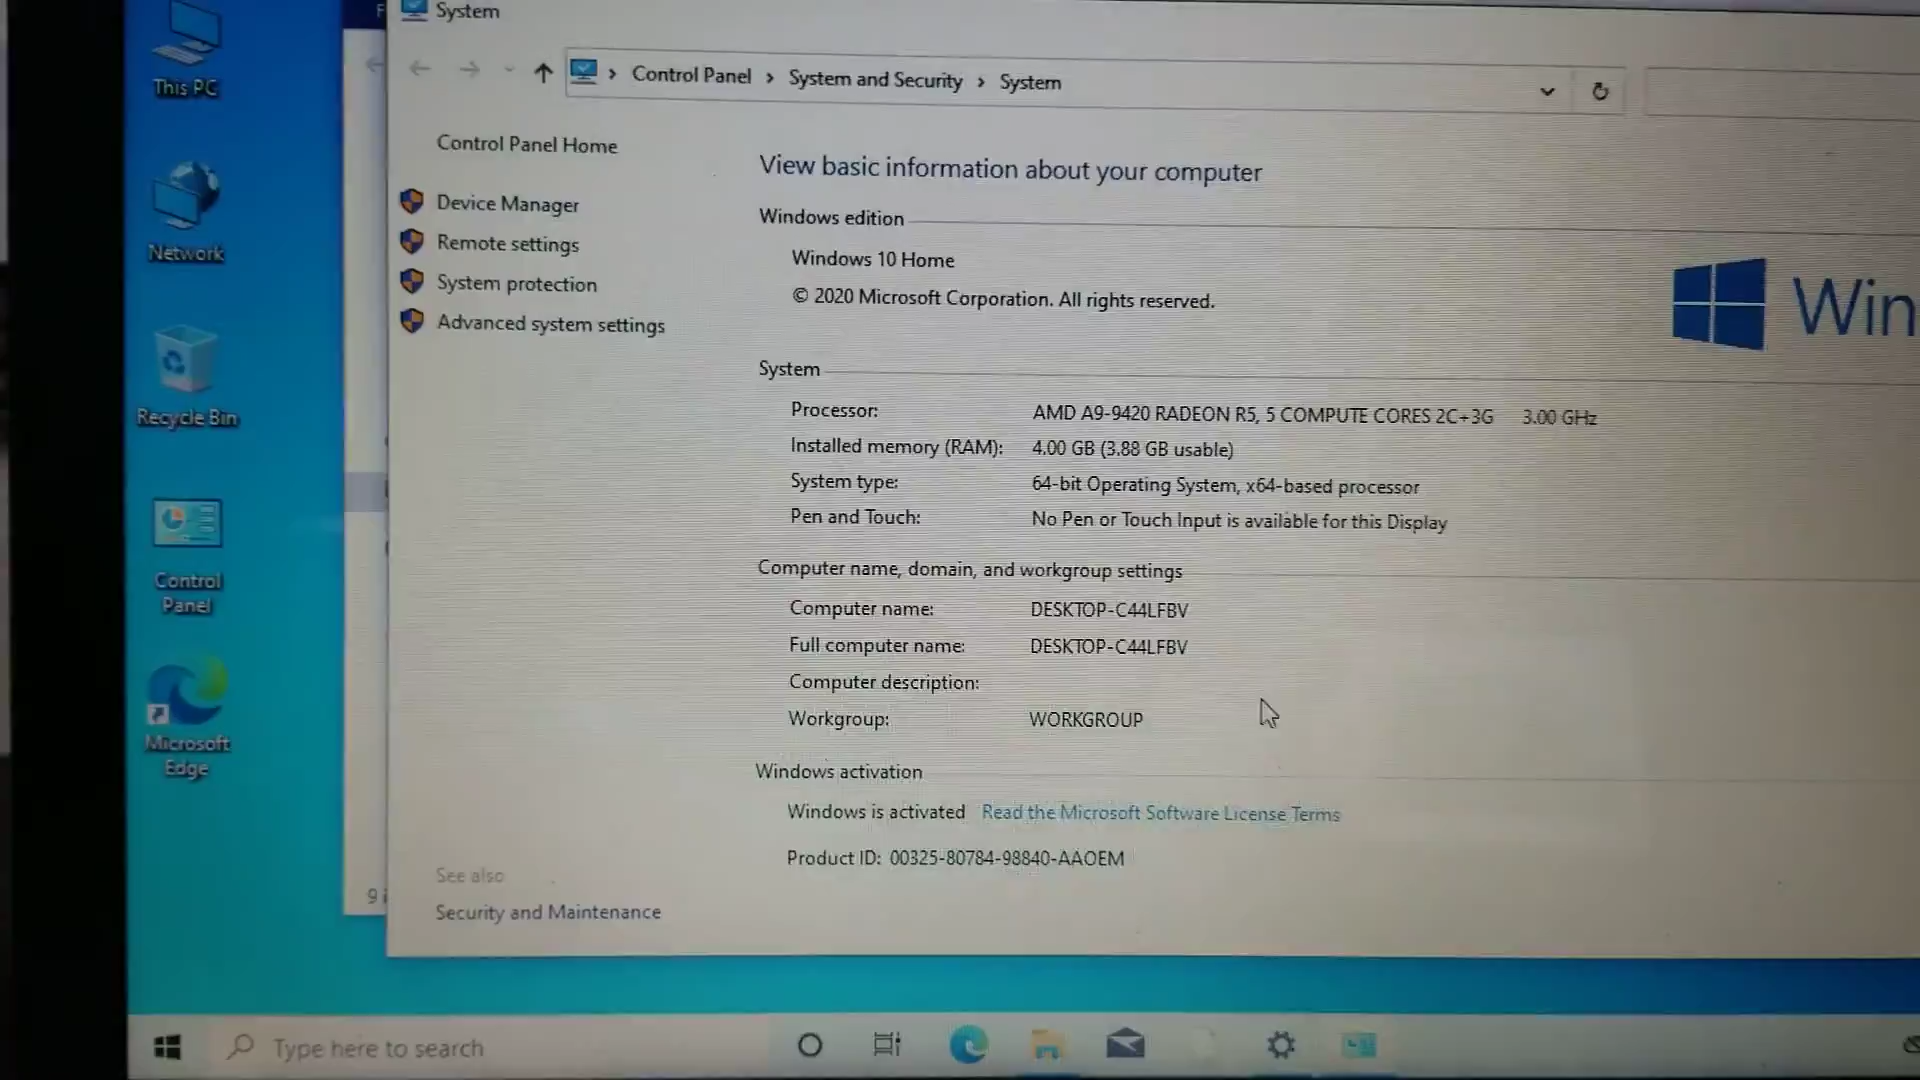 System
Control Panel > System and Security > System
This PC
Network
Recycle Bin
Control
Panel
Microsoft
Edge
Control Panel Home
Device Manager
Remote settings
System protection
Advanced system settings
See also
Security and Maintenance
View basic information about your computer
Windows edition
Windows 10 Home
© 2020 Microsoft Corporation. All rights reserved.
Win
System
Processor: AMD A9-9420 RADEON R5, 5 COMPUTE CORES 2C+3G 3.00 GHz
Installed memory (RAM): 4.00 GB (3.88 GB usable)
System type: 64-bit Operating System, x64-based processor
Pen and Touch: No Pen or Touch Input is available for this Display
Computer name, domain, and workgroup settings
Computer name: DESKTOP-C44LFBV
Full computer name: DESKTOP-C44LFBV
Computer description:
Workgroup: WORKGROUP
Windows activation
Windows is activated Read the Microsoft Software License Terms
Product ID: 00325-80784-98840-AAOEM
9 i
Type here to search